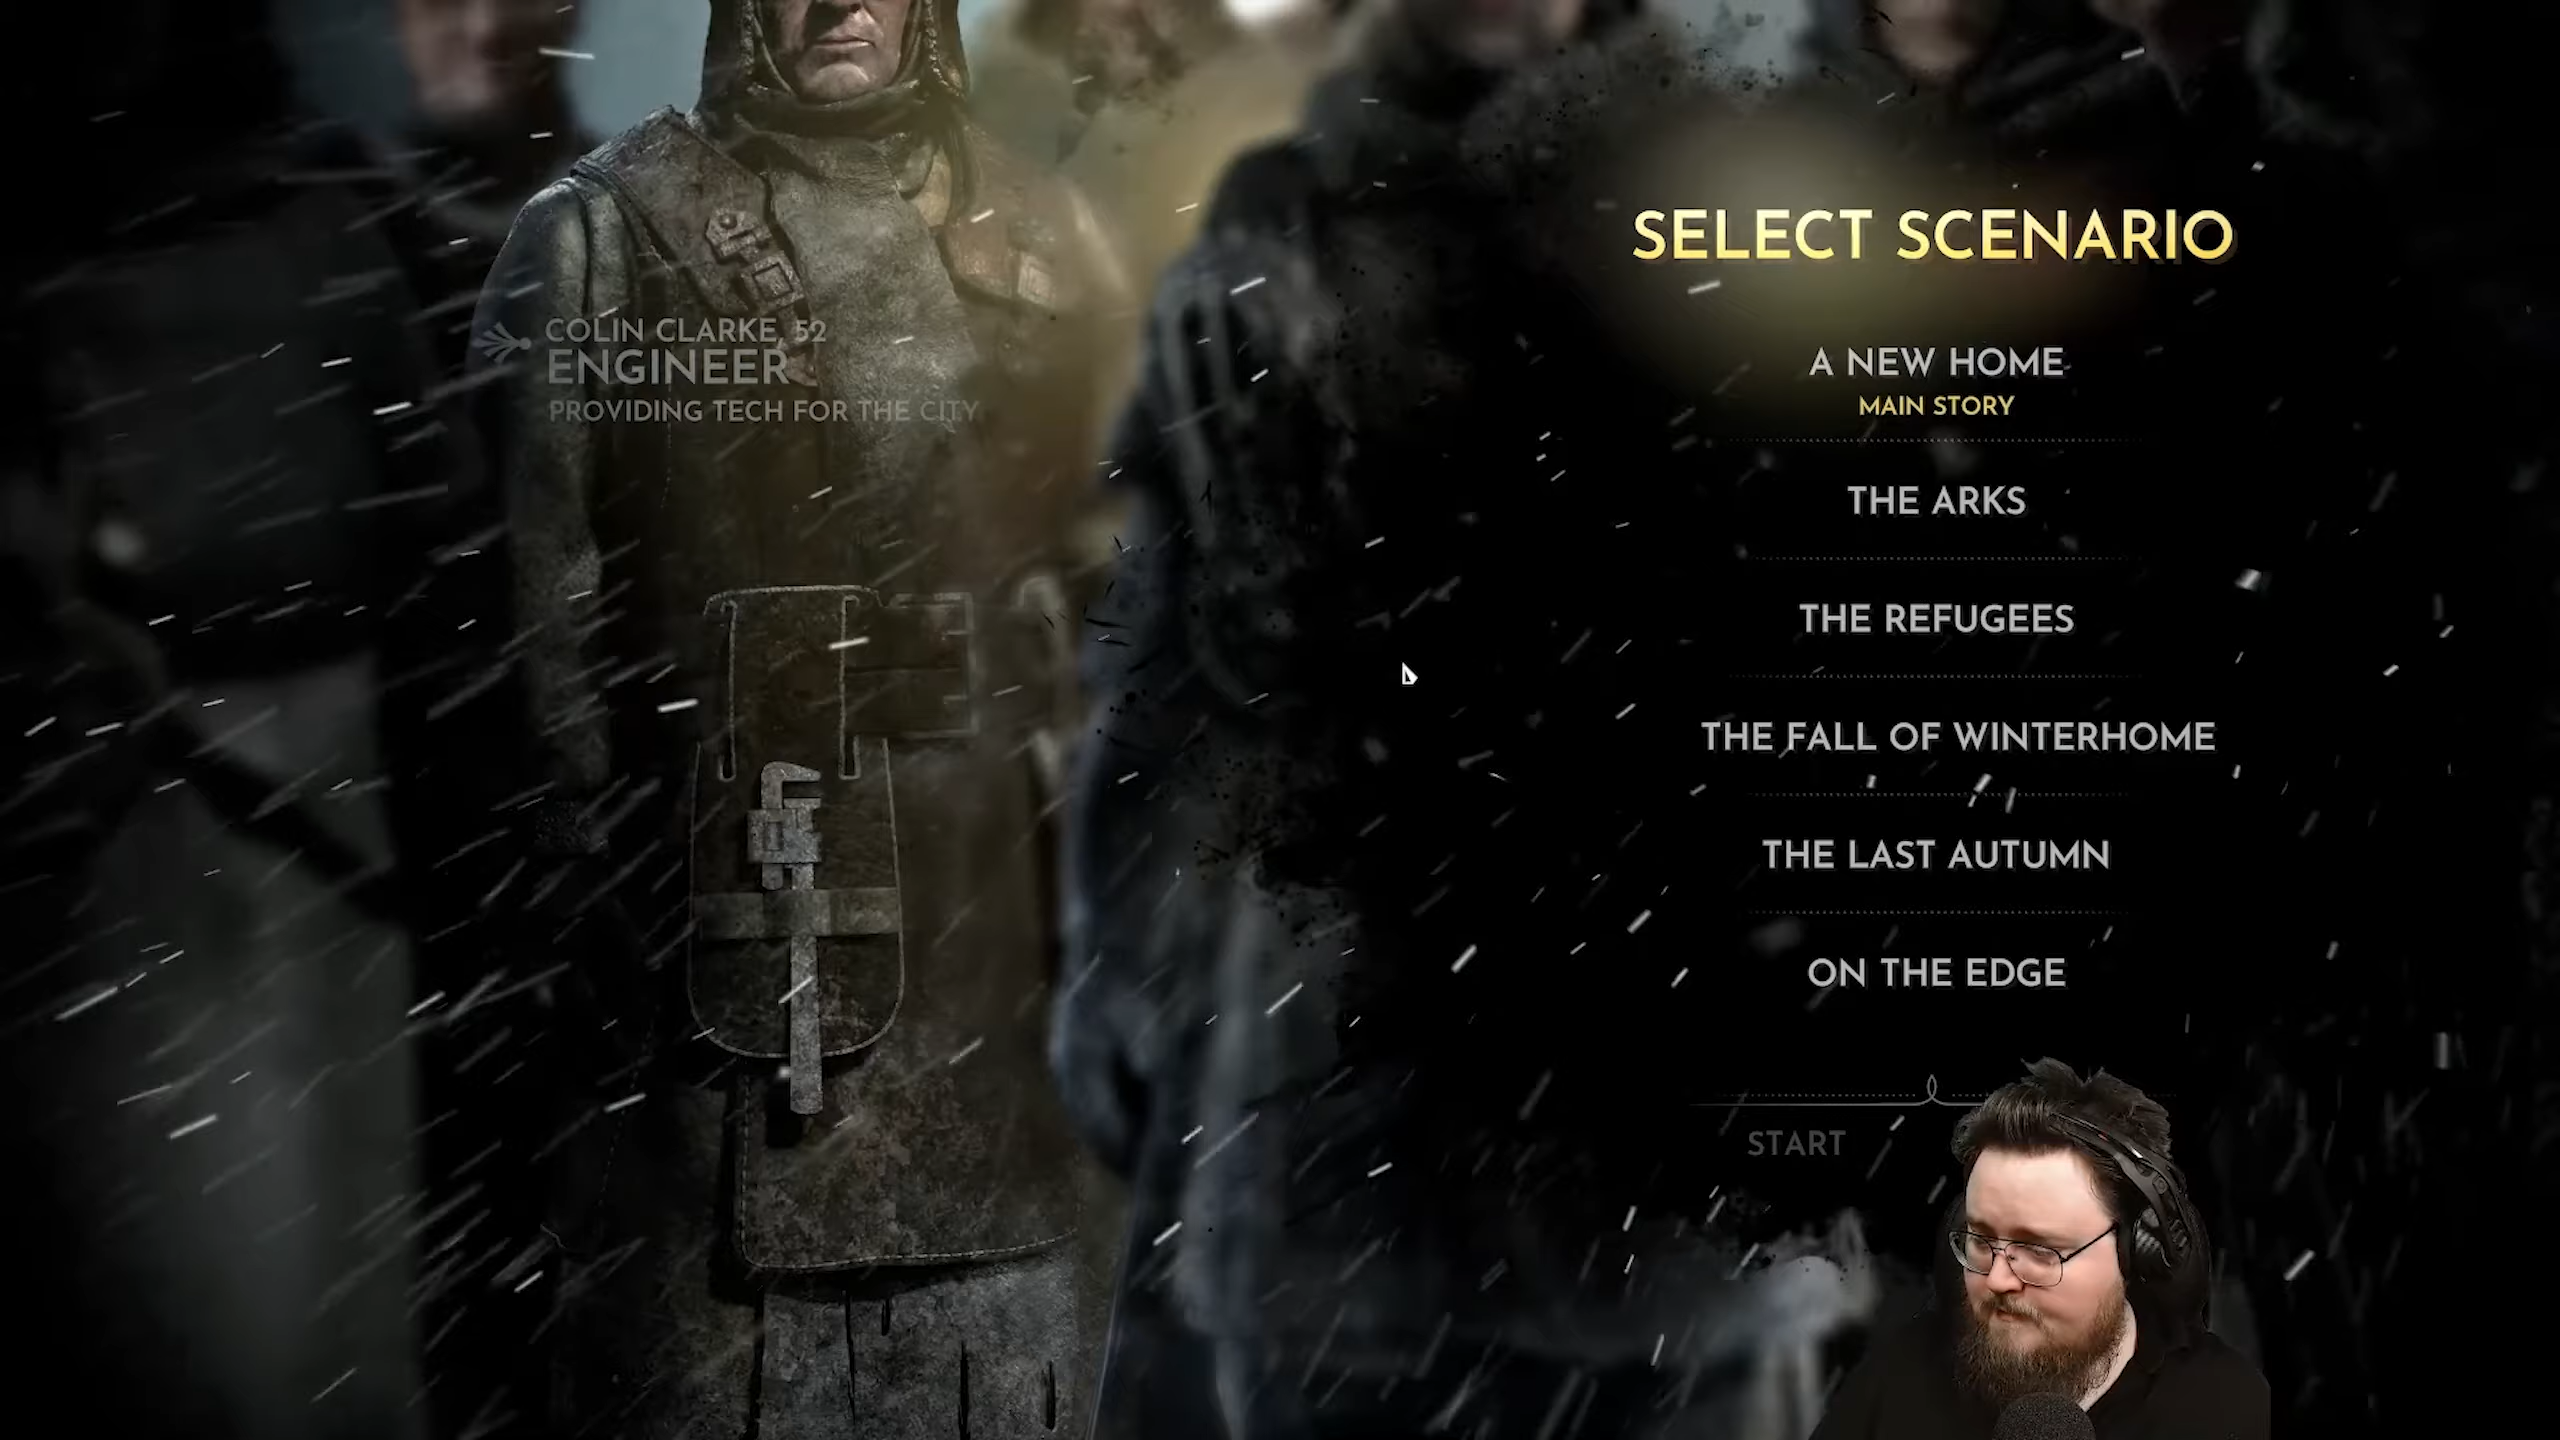 COLIN CLARKE, 52
ENGINEER
PROVIDING TECH FOR THE CITY
SELECT SCENARIO
A NEW HOME
MAIN STORY
THE ARKS
THE REFUGEES
THE FALL OF WINTERHOME
THE LAST AUTUMN
ON THE EDGE
START